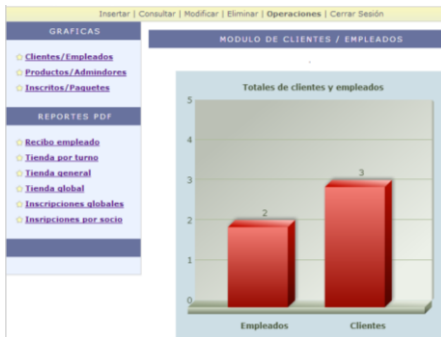 Insertar | Consultar | Modificar | Eliminar | Operaciones | Cerrar Sesión
GRAFICAS
Clientes/Empleados
Productos/Admindores
Inscritos/Paquetes
REPORTES PDF
Recibo empleado
Tienda por turno
Tienda general
Tienda global
Inscripciones globales
Insripciones por socio
MODULO DE CLIENTES / EMPLEADOS
Totales de clientes y empleados
5
4
3
2
1
0
2
3
Empleados
Clientes